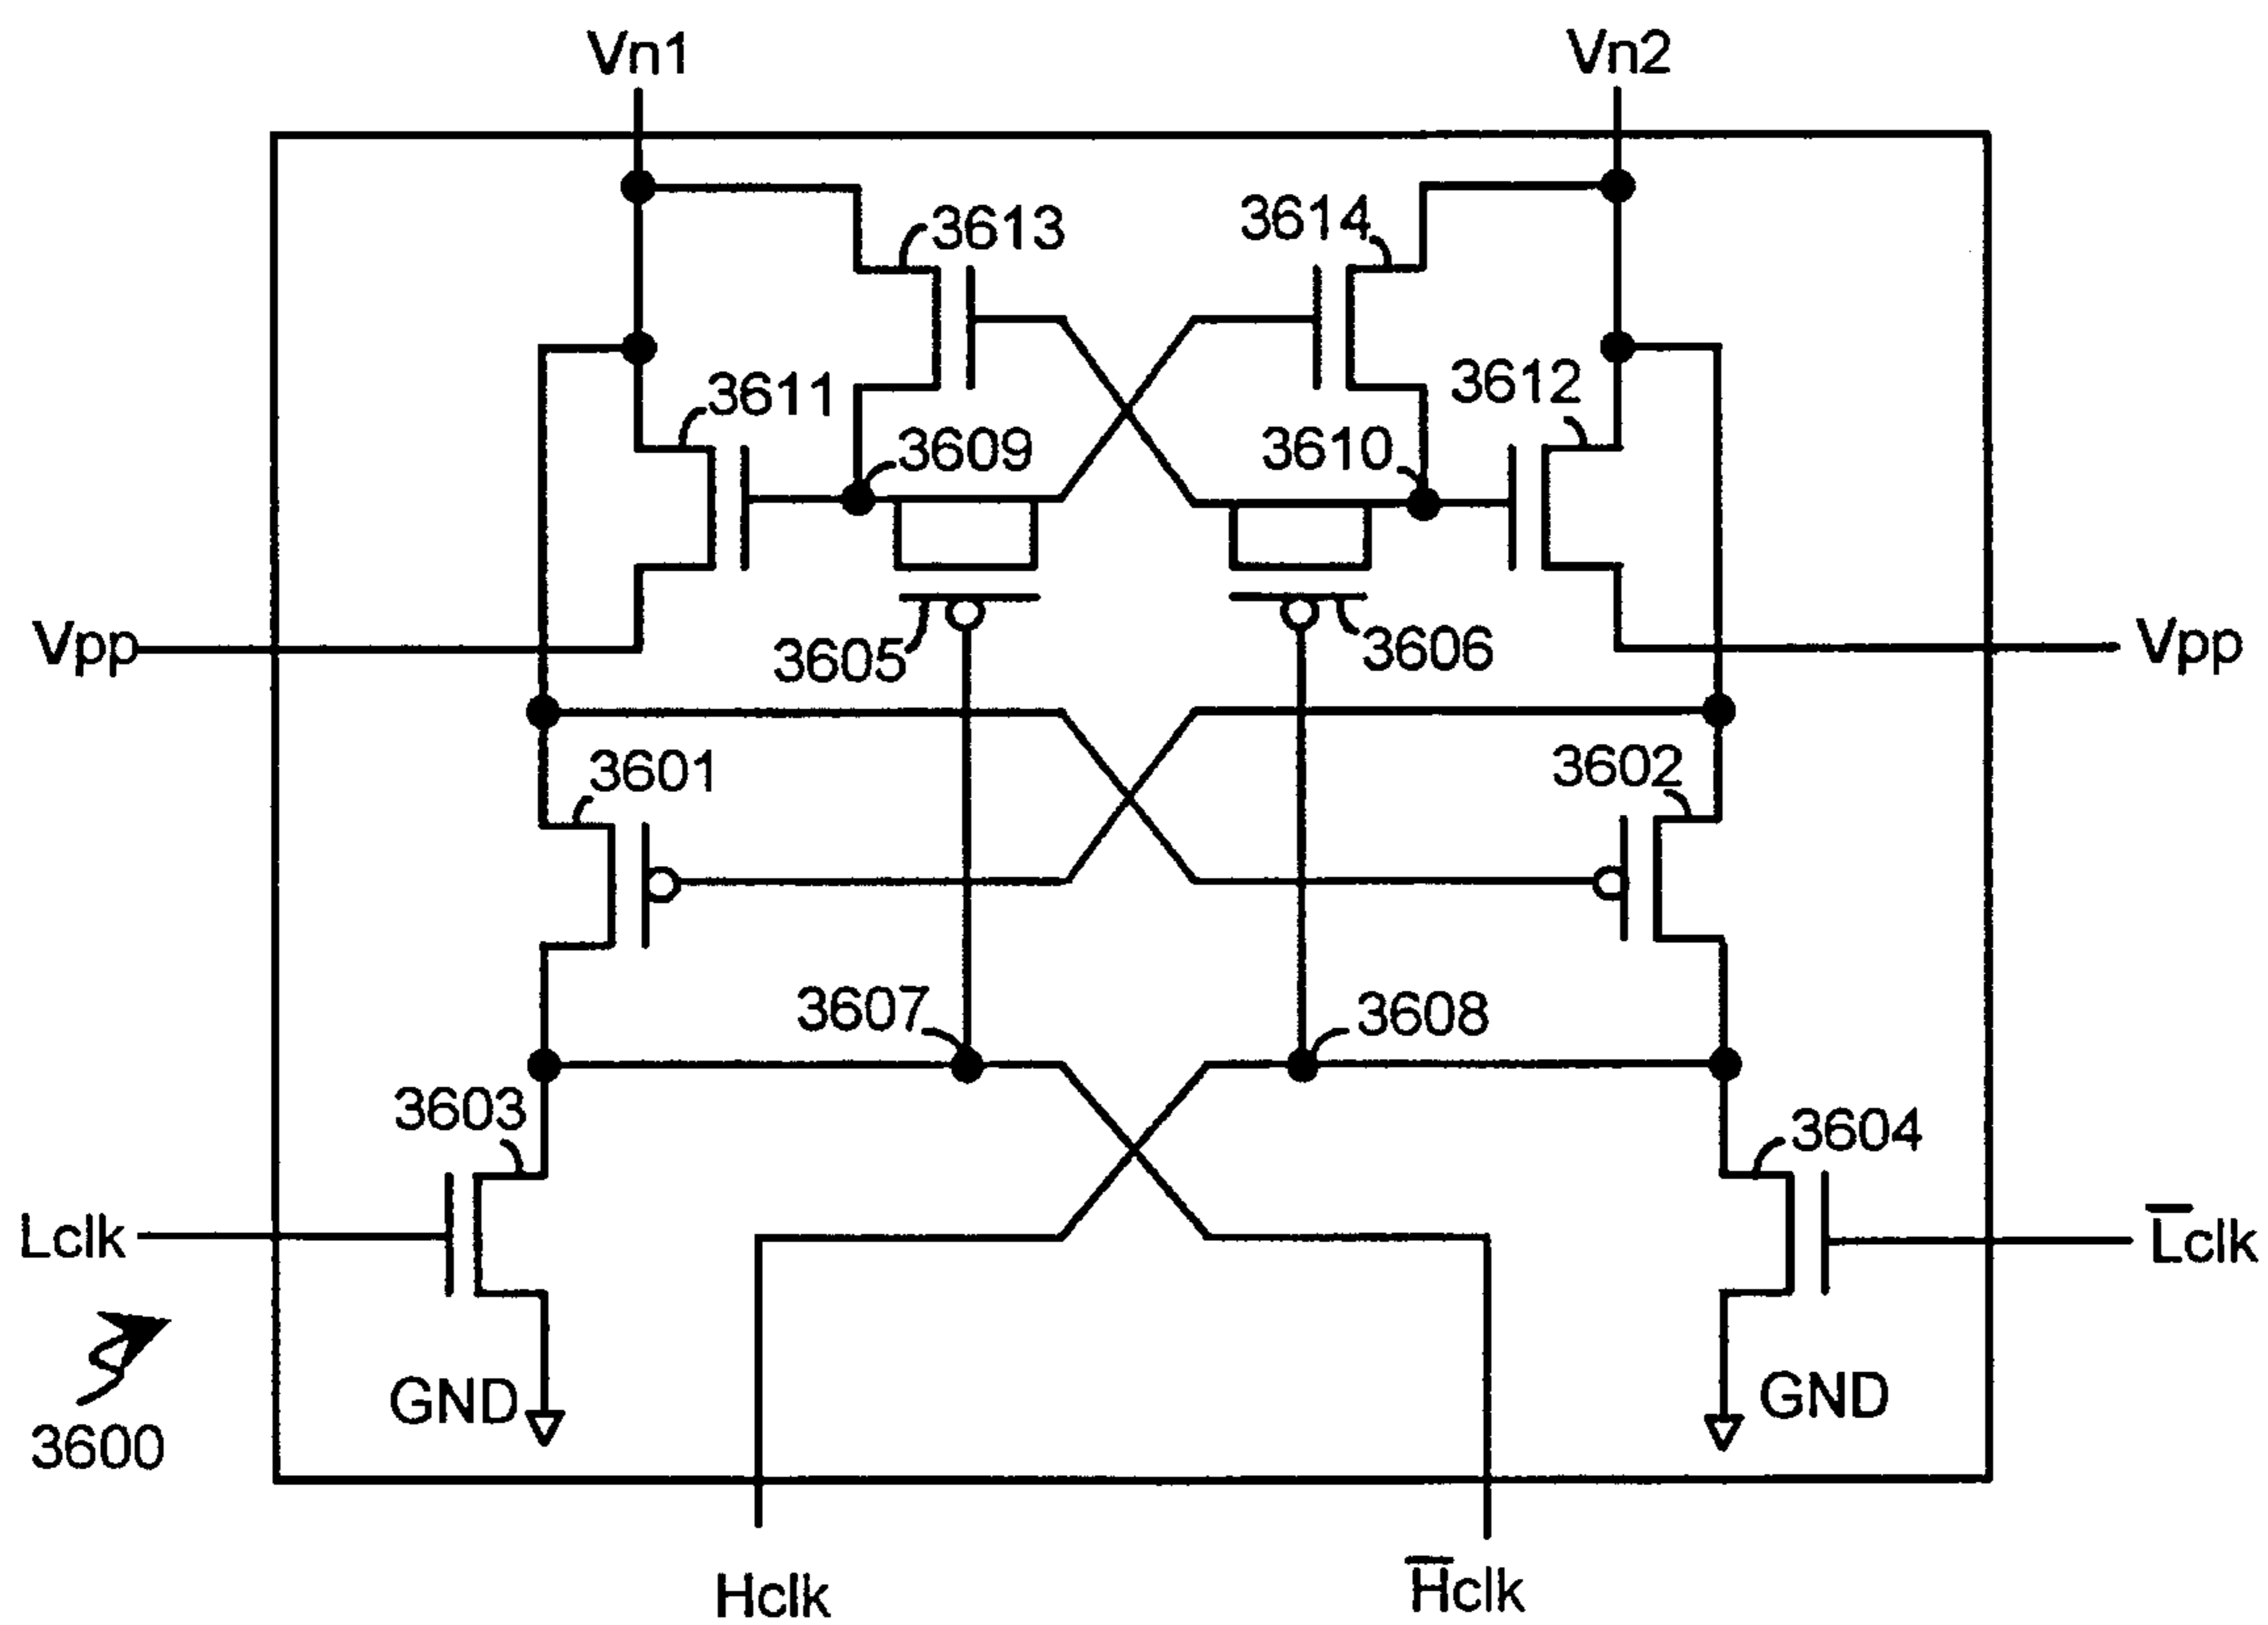 Vn1 Vn2
3613 3614
3611 3612
3609 3610
Vpp 3605 3606 Vpp
3601 3602
3607 3608
3603 3604
Lclk L̅clk
GND GND
3600
Hclk H̅clk